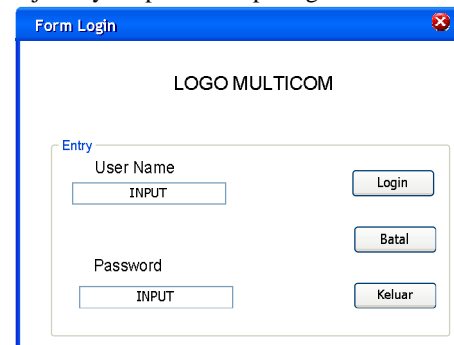 Form Login
LOGO MULTICOM
Entry
User Name
INPUT
Login
Batal
Password
INPUT
Keluar